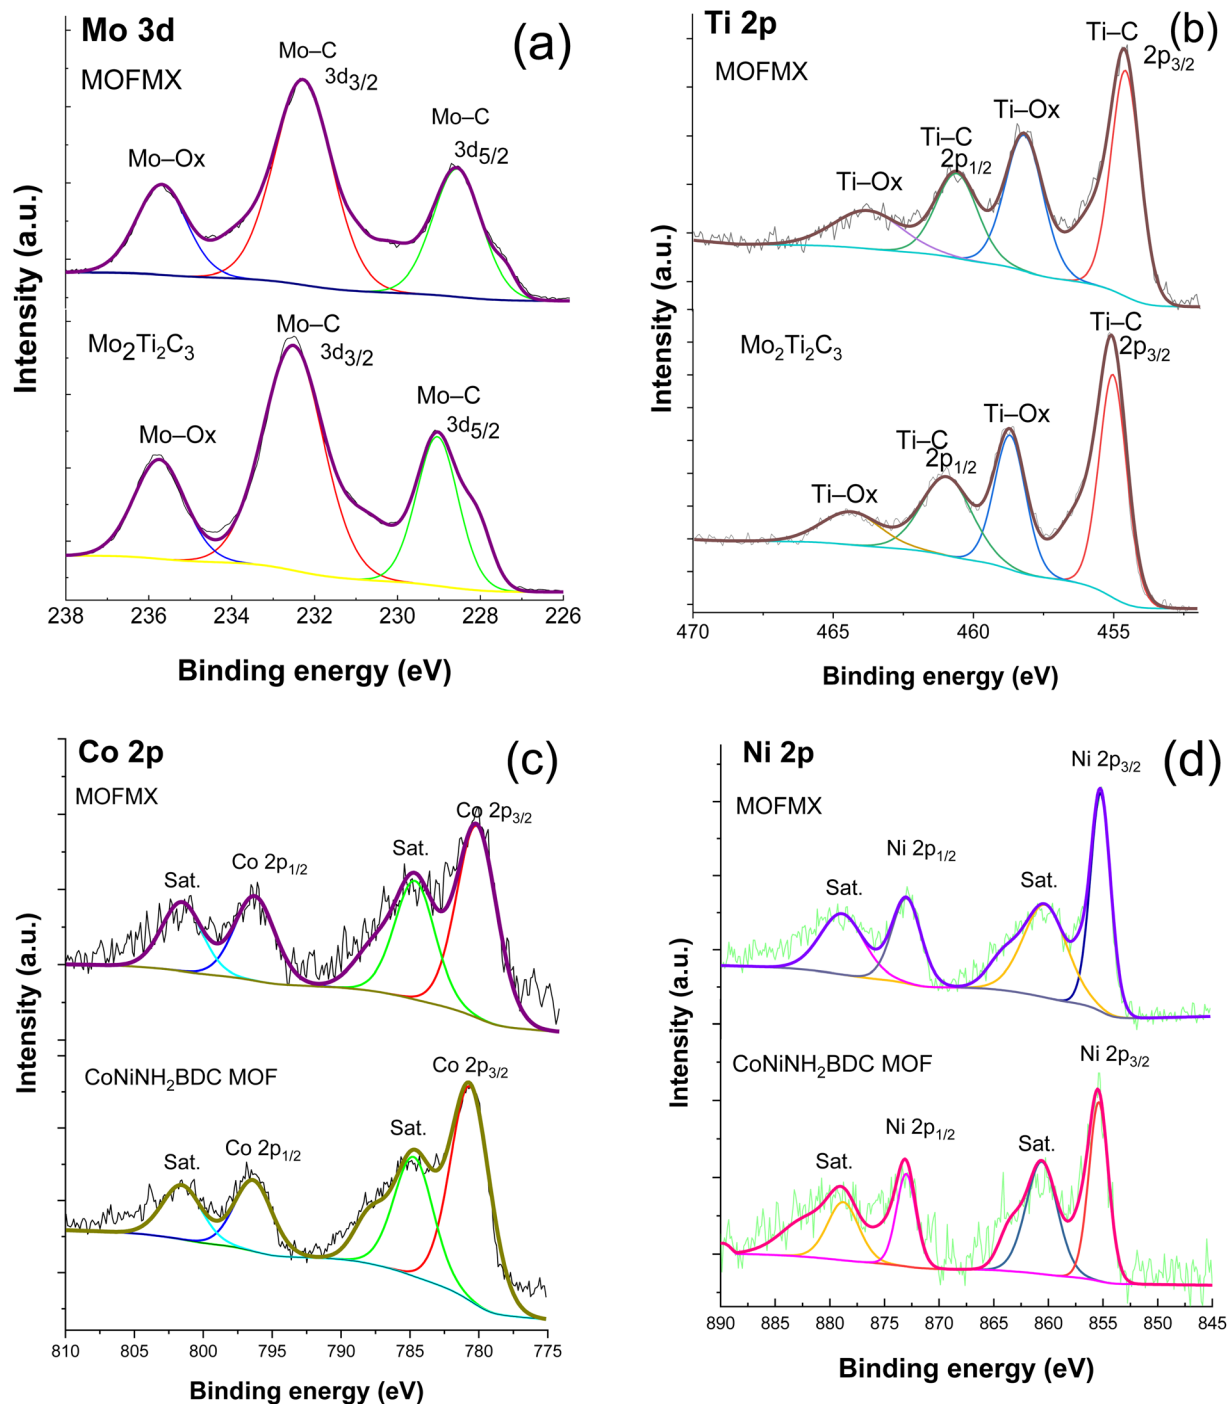 Mo 3d
(a)
MOFMX
Mo–C
3d3/2
Mo–C
3d5/2
Mo–Ox
Mo–C
3d3/2
Mo2Ti2C3
Mo–C
3d5/2
Mo–Ox
Intensity (a.u.)
238 236 234 232 230 228 226
Binding energy (eV)
Ti 2p
(b)
MOFMX
Ti–C
2p3/2
Ti–Ox
Ti–C
2p1/2
Ti–Ox
Mo2Ti2C3
Ti–C
2p3/2
Ti–Ox
Ti–C
2p1/2
Ti–Ox
Intensity (a.u.)
470 465 460 455
Binding energy (eV)
Co 2p
(c)
MOFMX
Co 2p3/2
Sat.
Co 2p1/2
Sat.
CoNiNH2BDC MOF
Co 2p3/2
Sat.
Co 2p1/2
Sat.
Intensity (a.u.)
810 805 800 795 790 785 780 775
Binding energy (eV)
Ni 2p
(d)
MOFMX
Ni 2p3/2
Ni 2p1/2
Sat.
Sat.
CoNiNH2BDC MOF
Ni 2p3/2
Ni 2p1/2
Sat.
Sat.
Intensity (a.u.)
890 885 880 875 870 865 860 855 850 845
Binding energy (eV)